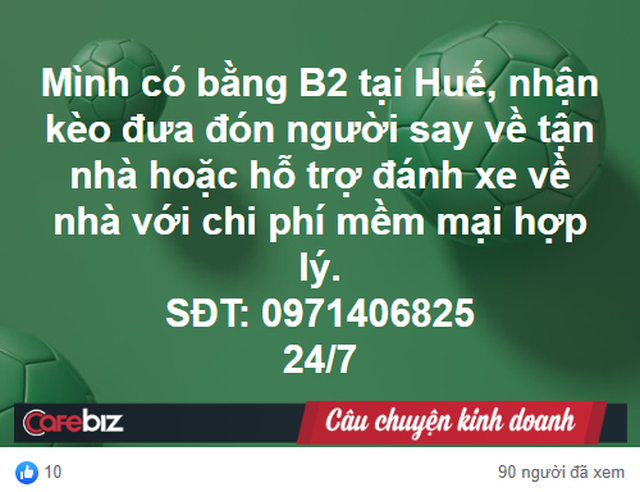 Mình có bằng B2 tại Huế, nhận
kèo đưa đón người say về tận
nhà hoặc hỗ trợ đánh xe về
nhà với chi phí mềm mại hợp
lý.
SĐT: 0971406825
24/7
Cafebiz
Câu chuyện kinh doanh
10
90 người đã xem